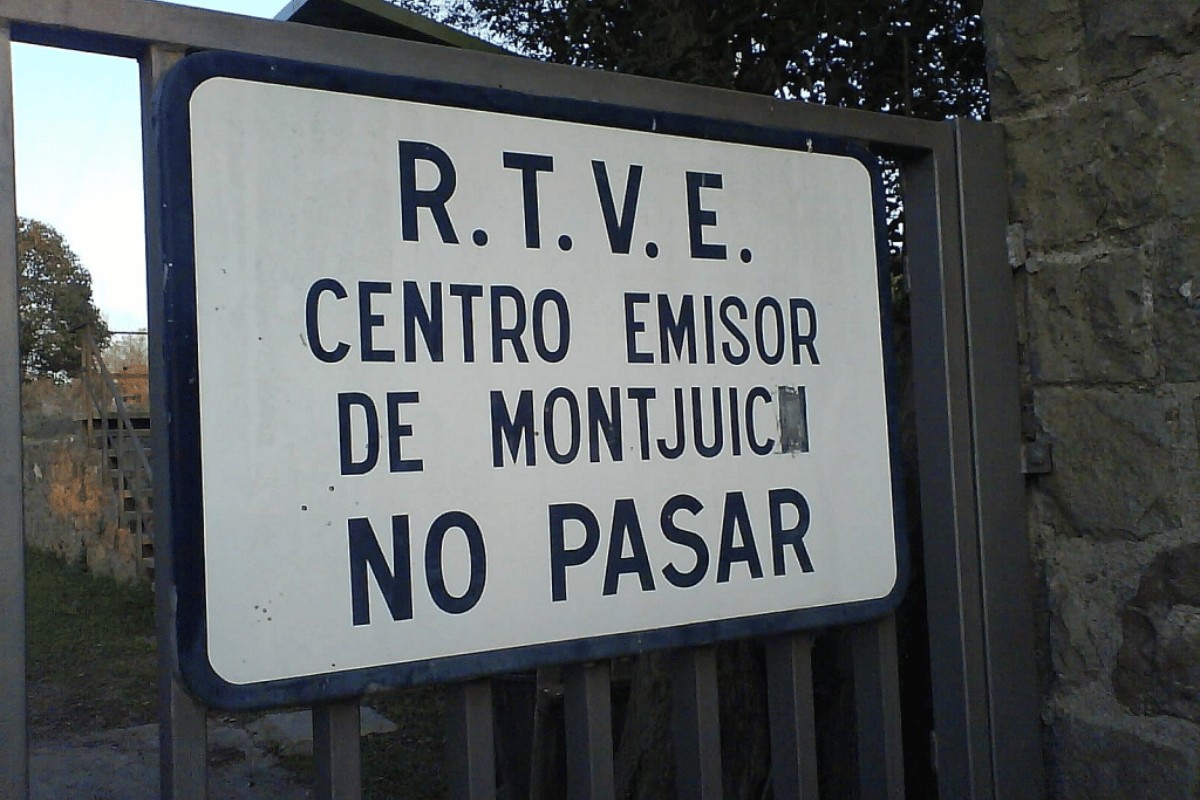 R.T.V.E.
CENTRO EMISOR
DE MONTJUIC
NO PASAR